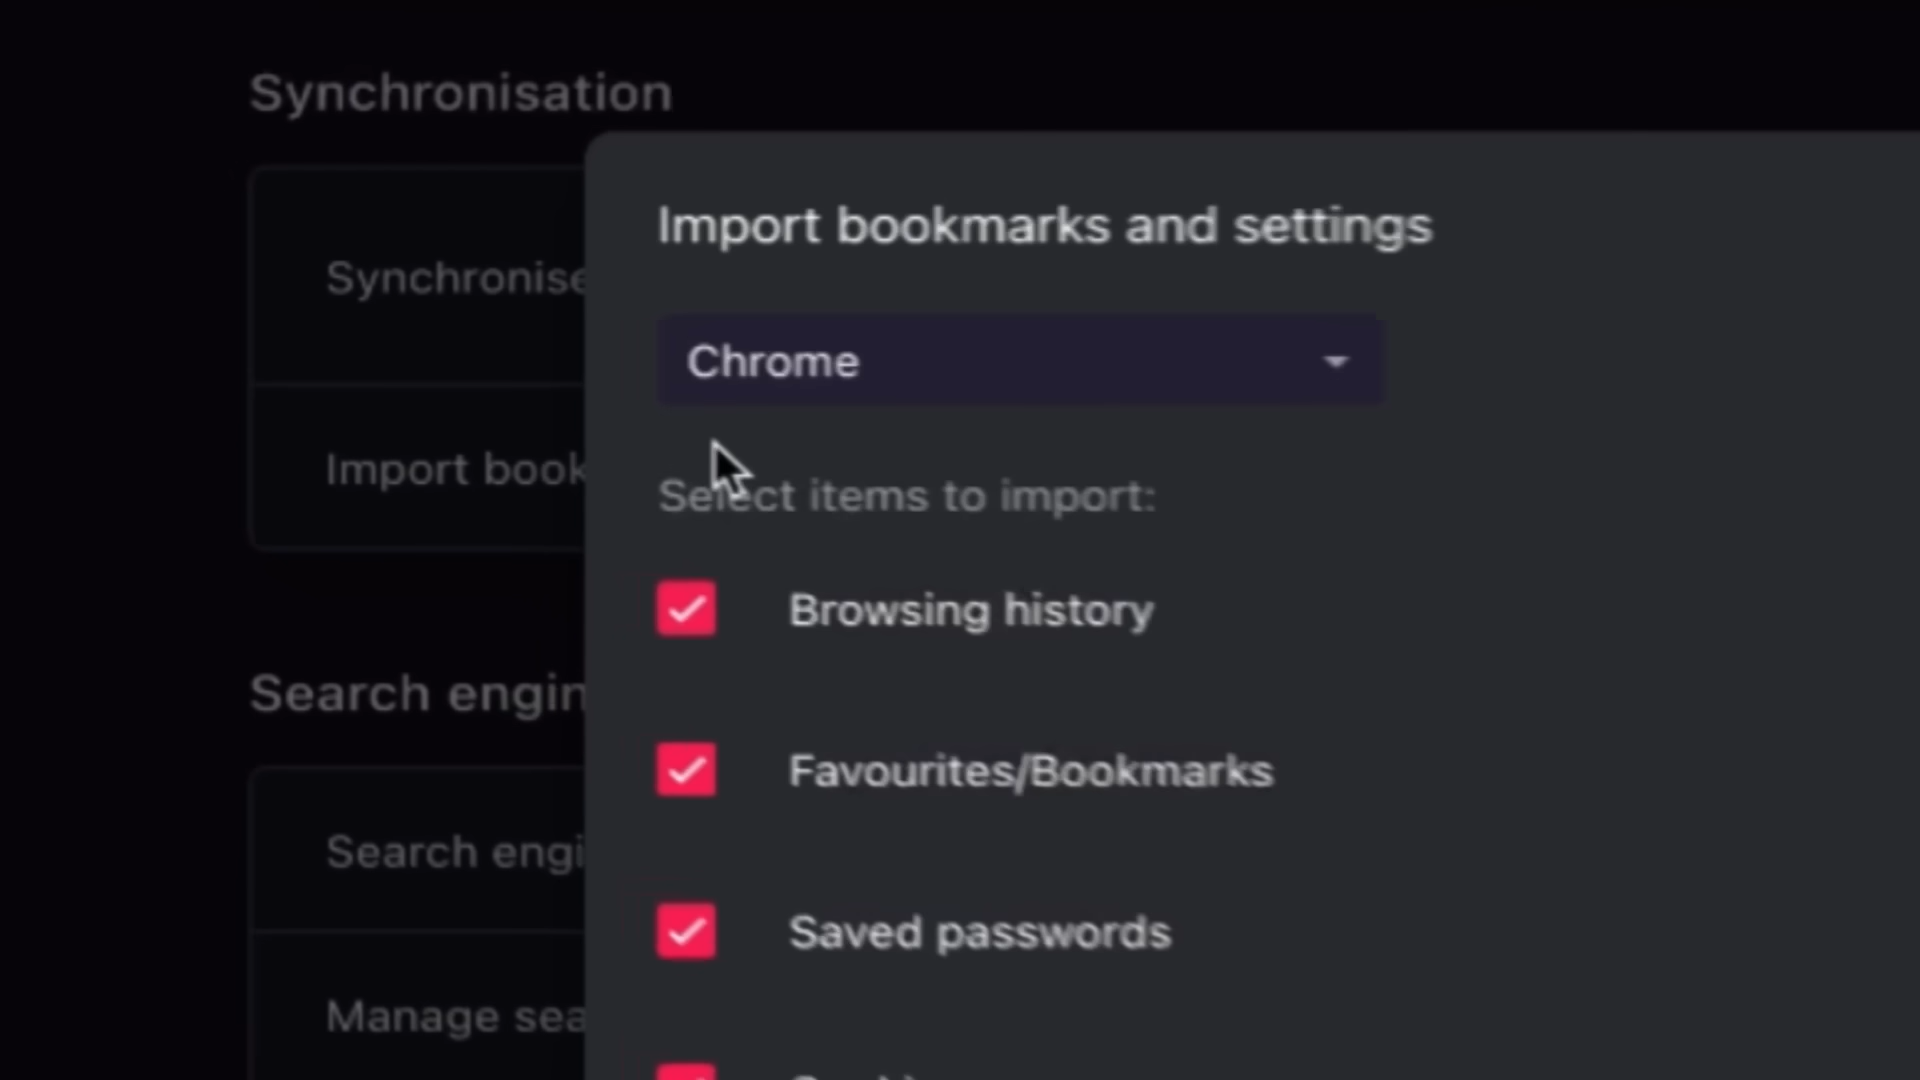 Synchronisation
Import bookmarks and settings
Synchronise
Chrome
Import book
Select items to import:
Browsing history
Search engin
Favourites/Bookmarks
Search engi
Saved passwords
Manage sea